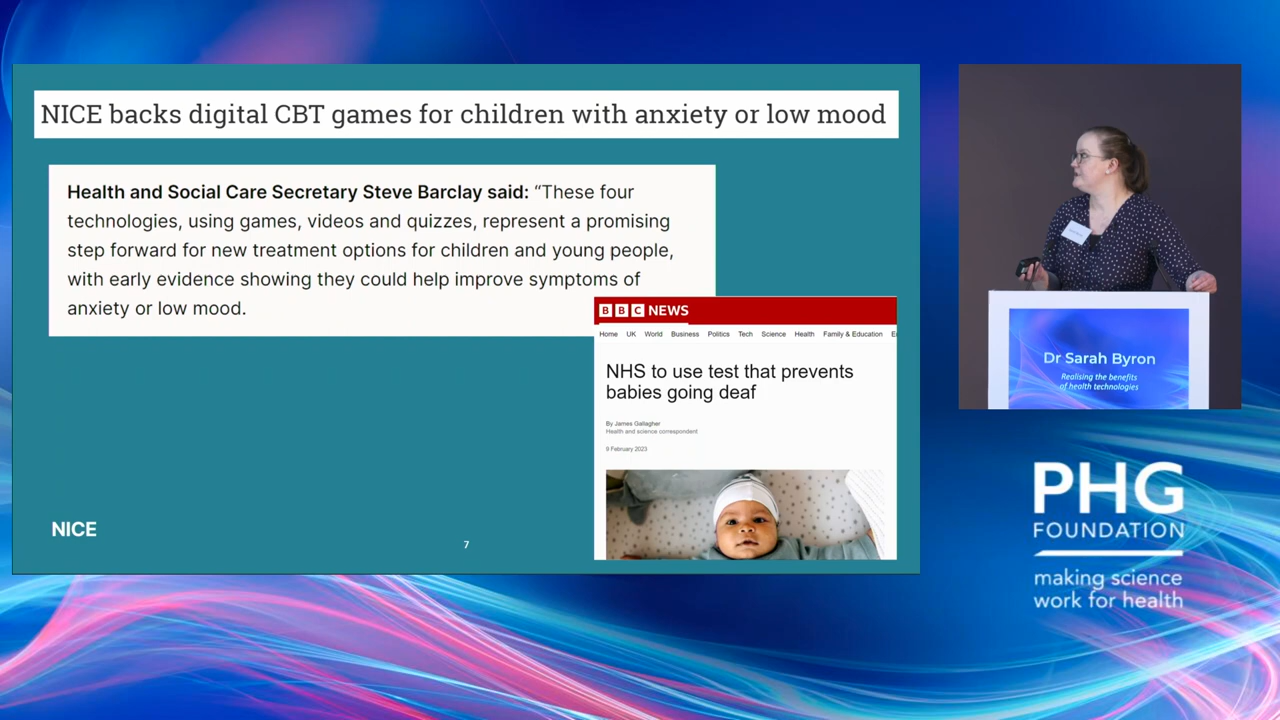 NICE backs digital CBT games for children with anxiety or low mood
Health and Social Care Secretary Steve Barclay said: “These four
technologies, using games, videos and quizzes, represent a promising
step forward for new treatment options for children and young people,
with early evidence showing they could help improve symptoms of
anxiety or low mood.
BBC NEWS
Home UK World Business Politics Tech Science Health Family & Education
NHS to use test that prevents
babies going deaf
By James Gallagher
Health and science correspondent
9 February 2023
NICE
7
Dr Sarah Byron
Realising the benefits
of health technologies
PHG
FOUNDATION
making science
work for health